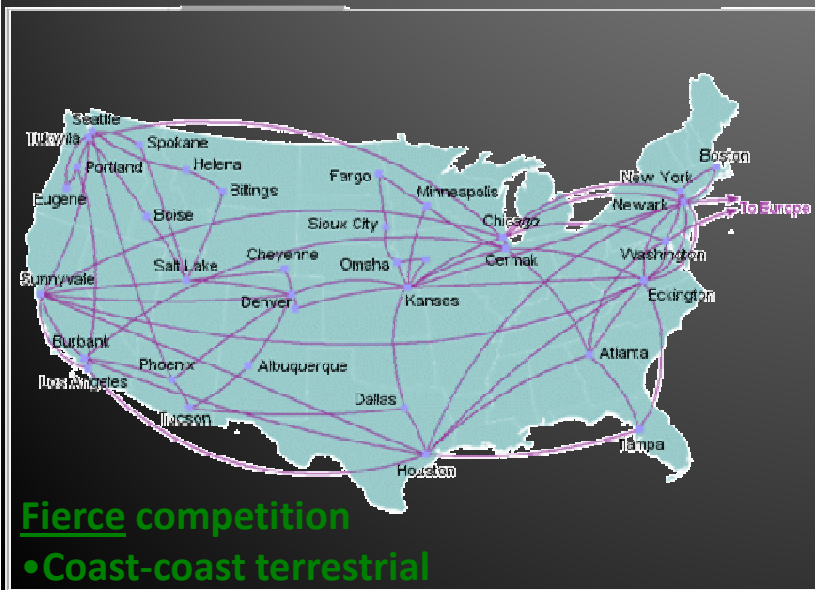 Seattle
Tukwila
Spokane
Portland
Helena
Eugene
Billings
Boise
Fargo
Minneapolis
Boston
New York
Newark
To Europe
Sioux City
Chicago
Cermak
Washington
Cheyenne
Omaha
Salt Lake
Sunnyvale
Denver
Kansas
Eckington
Burbank
Los Angeles
Phoenix
Albuquerque
Atlanta
Tucson
Dallas
Houston
Tampa
Fierce competition
•Coast-coast terrestrial